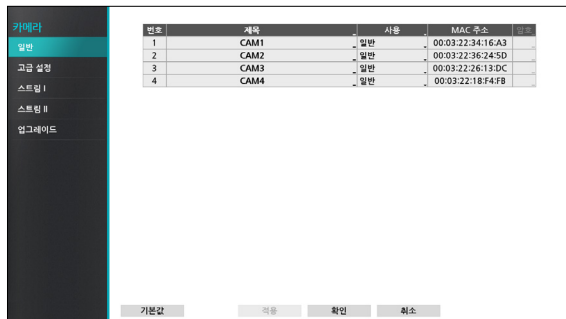 카메라
일반
고급 설정
스트림 I
스트림 II
업그레이드
번호 제목 사용 MAC 주소 암호
1 CAM1 일반 00:03:22:34:16:A3
2 CAM2 일반 00:03:22:36:24:5D
3 CAM3 일반 00:03:22:26:13:DC
4 CAM4 일반 00:03:22:18:F4:FB
기본값 적용 확인 취소